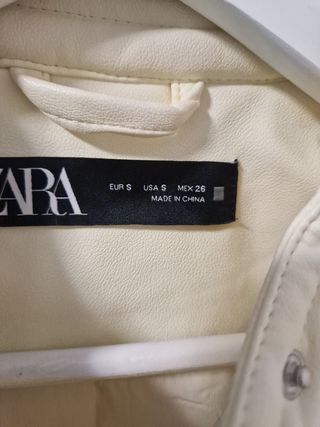 ZARA
EUR S USA S MEX 26
MADE IN CHINA